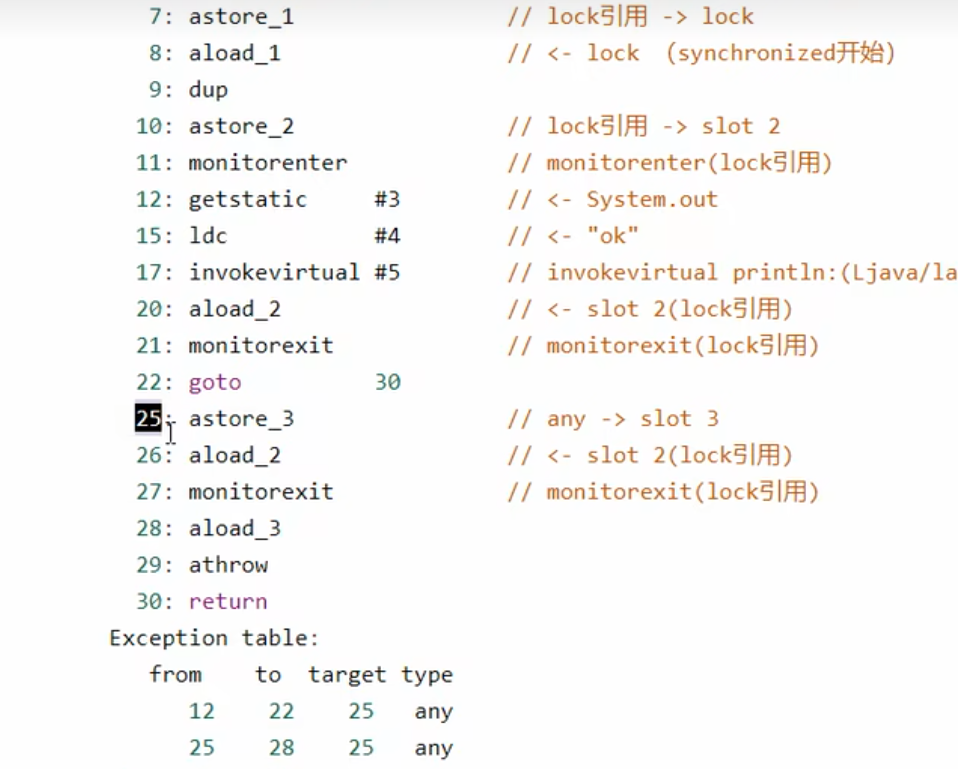 7: astore_1 // lock引用 -> lock
8: aload_1 // <- lock (synchronized开始)
9: dup
10: astore_2 // lock引用 -> slot 2
11: monitorenter // monitorenter(lock引用)
12: getstatic #3 // <- System.out
15: ldc #4 // <- "ok"
17: invokevirtual #5 // invokevirtual println:(Ljava/la
20: aload_2 // <- slot 2(lock引用)
21: monitorexit // monitorexit(lock引用)
22: goto 30
25: astore_3 // any -> slot 3
26: aload_2 // <- slot 2(lock引用)
27: monitorexit // monitorexit(lock引用)
28: aload_3
29: athrow
30: return
Exception table:
from to target type
12 22 25 any
25 28 25 any